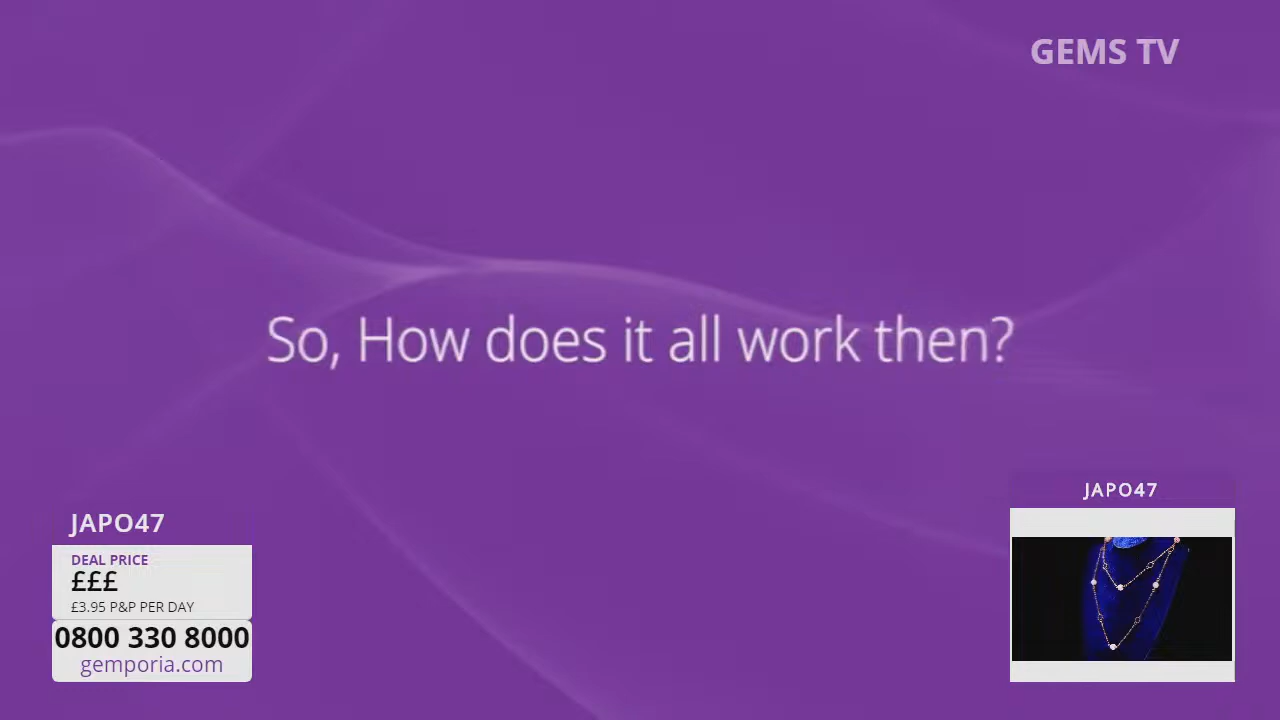 GEMS TV
So, How does it all work then?
JAPO47
DEAL PRICE
£££
£3.95 P&P PER DAY
0800 330 8000
gemporia.com
JAPO47